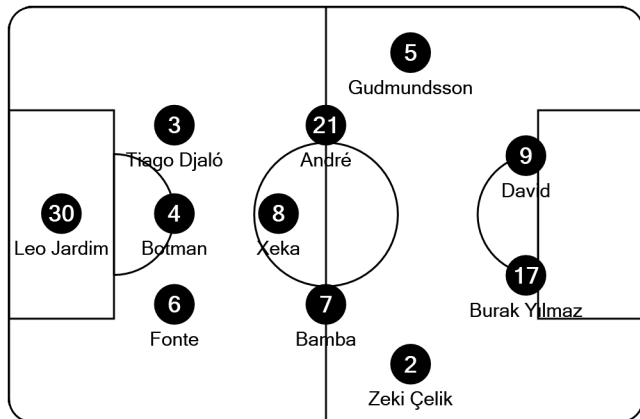 5
Gudmundsson
3
Tiago Djaló
21
André
9
David
30
Leo Jardim
4
Botman
8
Xeka
17
Burak Yılmaz
6
Fonte
7
Bamba
2
Zeki Çelik